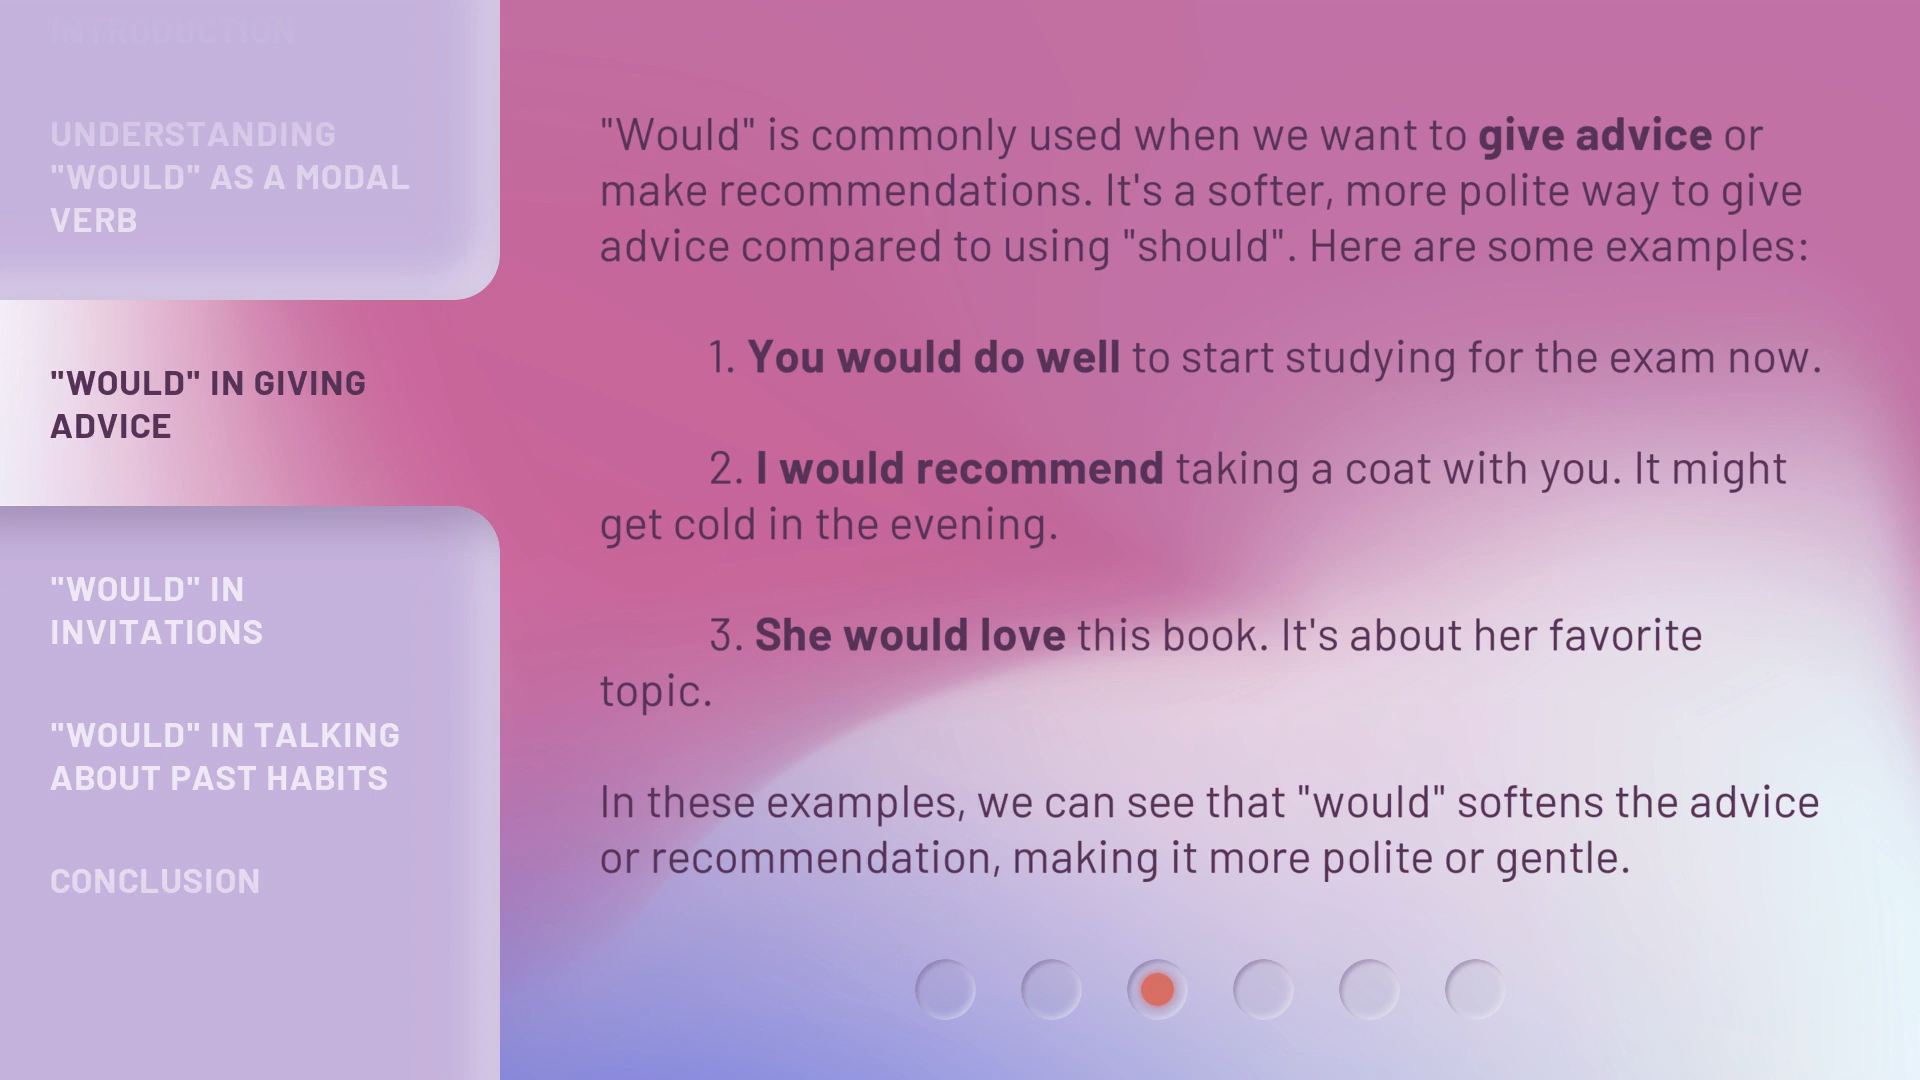 INTRODUCTION
UNDERSTANDING
"WOULD" AS A MODAL
VERB
"WOULD" IN GIVING
ADVICE
"WOULD" IN
INVITATIONS
"WOULD" IN TALKING
ABOUT PAST HABITS
CONCLUSION
"Would" is commonly used when we want to give advice or
make recommendations. It's a softer, more polite way to give
advice compared to using "should". Here are some examples:
1. You would do well to start studying for the exam now.
2. I would recommend taking a coat with you. It might
get cold in the evening.
3. She would love this book. It's about her favorite
topic.
In these examples, we can see that "would" softens the advice
or recommendation, making it more polite or gentle.